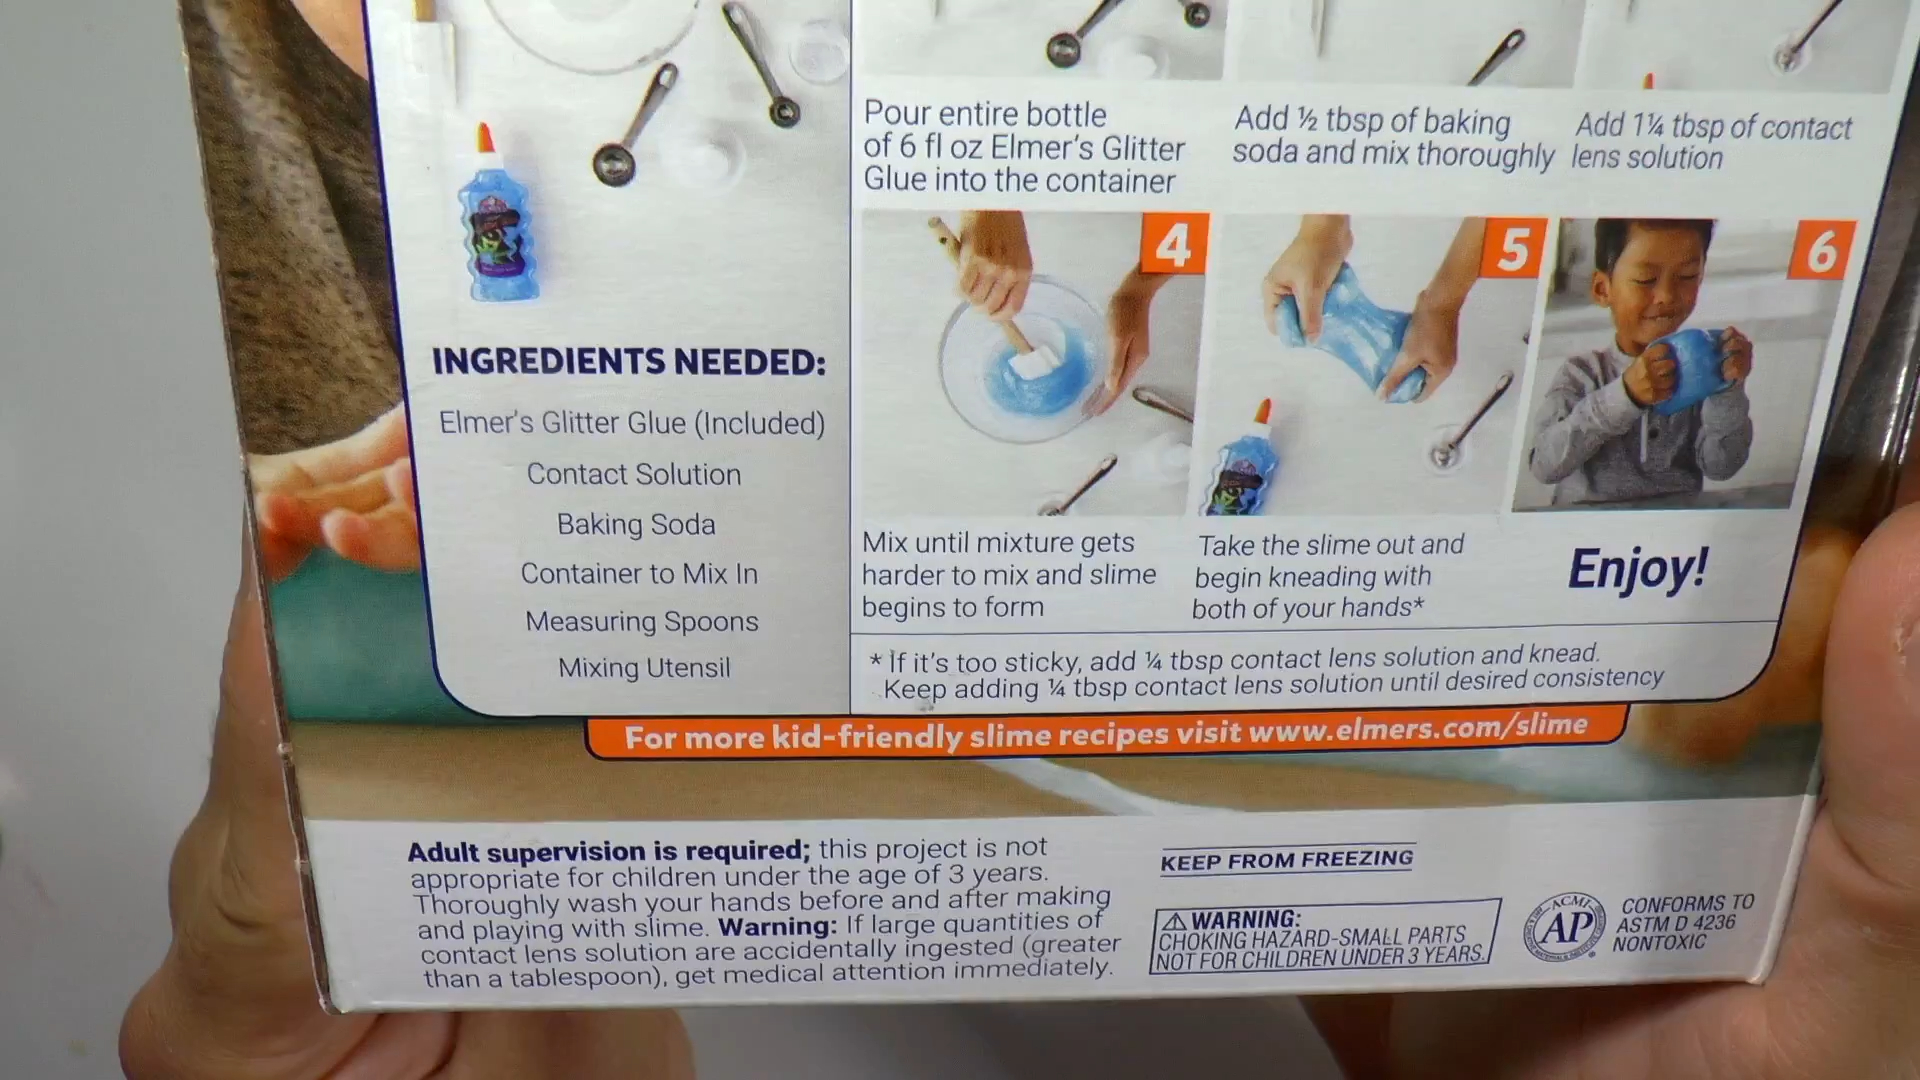 Pour entire bottle
of 6 fl oz Elmer's Glitter
Glue into the container
Add ½ tbsp of baking
soda and mix thoroughly
Add 1¼ tbsp of contact
lens solution
INGREDIENTS NEEDED:
Elmer's Glitter Glue (Included)
Contact Solution
Baking Soda
Container to Mix In
Measuring Spoons
Mixing Utensil
4
Mix until mixture gets
harder to mix and slime
begins to form
5
Take the slime out and
begin kneading with
both of your hands*
6
Enjoy!
* If it's too sticky, add ¼ tbsp contact lens solution and knead.
Keep adding ¼ tbsp contact lens solution until desired consistency
For more kid-friendly slime recipes visit www.elmers.com/slime
Adult supervision is required; this project is not
appropriate for children under the age of 3 years.
Thoroughly wash your hands before and after making
and playing with slime. Warning: If large quantities of
contact lens solution are accidentally ingested (greater
than a tablespoon), get medical attention immediately.
KEEP FROM FREEZING
⚠ WARNING:
CHOKING HAZARD-SMALL PARTS
NOT FOR CHILDREN UNDER 3 YEARS.
ACMI
AP
CONFORMS TO
ASTM D 4236
NONTOXIC